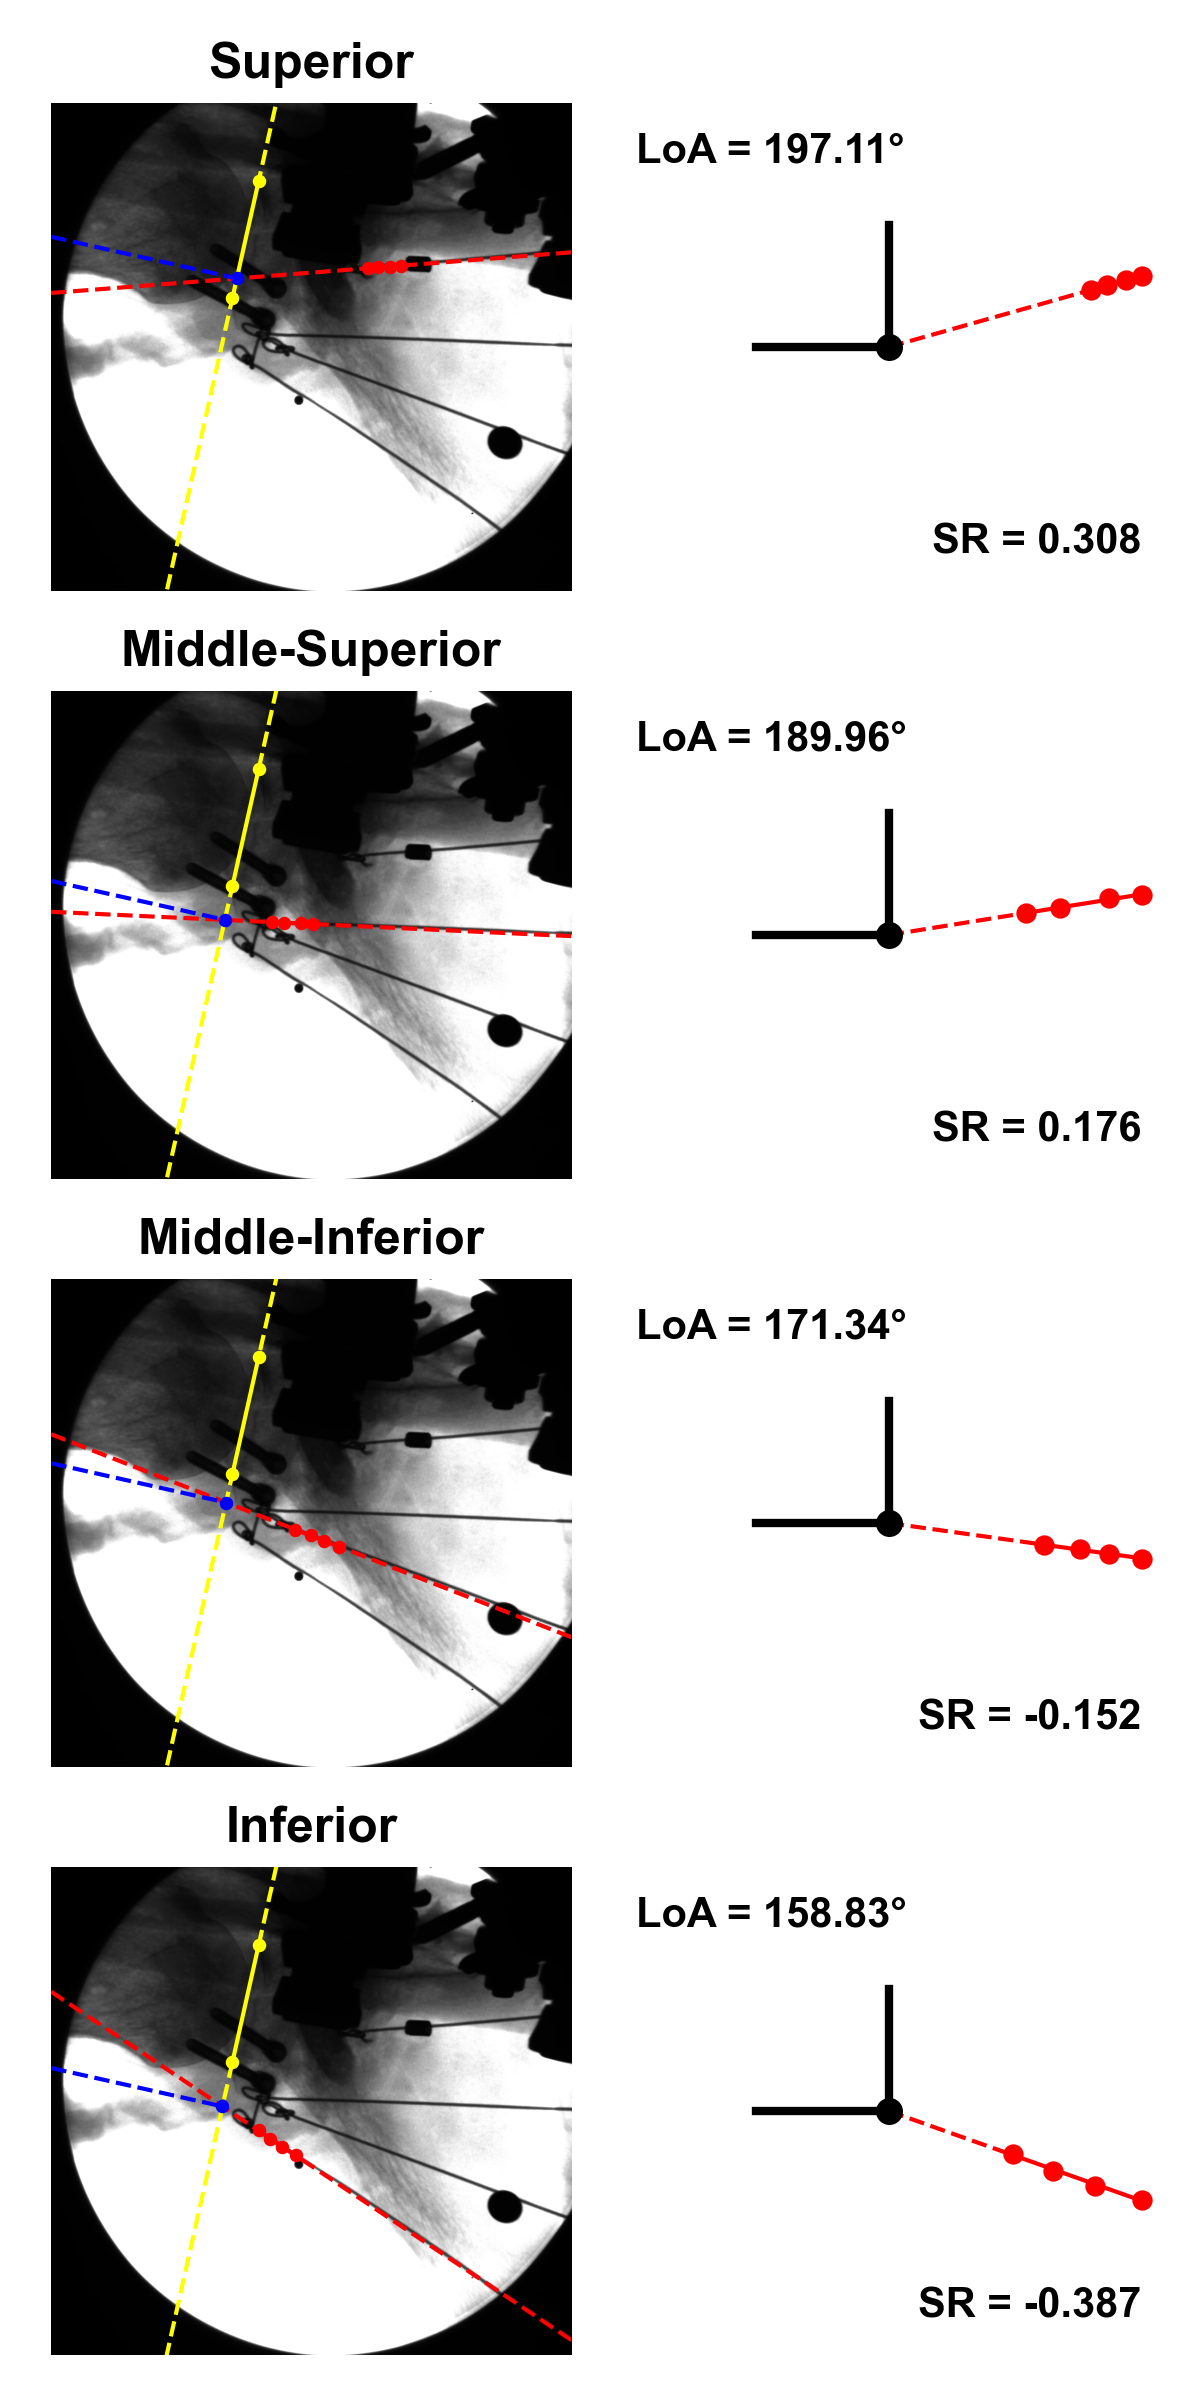 Superior
LoA = 197.11°
SR = 0.308
Middle-Superior
LoA = 189.96°
SR = 0.176
Middle-Inferior
LoA = 171.34°
SR = -0.152
Inferior
LoA = 158.83°
SR = -0.387